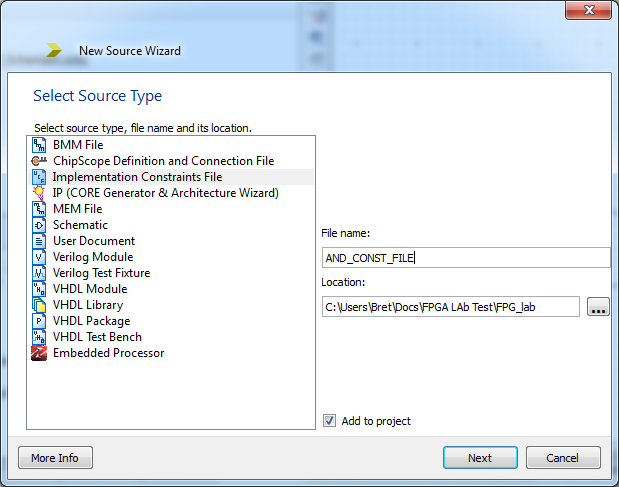 New Source Wizard
Select Source Type
Select source type, file name and its location.
BMM File
ChipScope Definition and Connection File
Implementation Constraints File
IP (CORE Generator & Architecture Wizard)
MEM File
Schematic
User Document
Verilog Module
Verilog Test Fixture
VHDL Module
VHDL Library
VHDL Package
VHDL Test Bench
Embedded Processor
File name:
AND_CONST_FILE
Location:
C:\Users\Bret\Docs\FPGA LAb Test\FPG_lab
...
Add to project
More Info
Next
Cancel